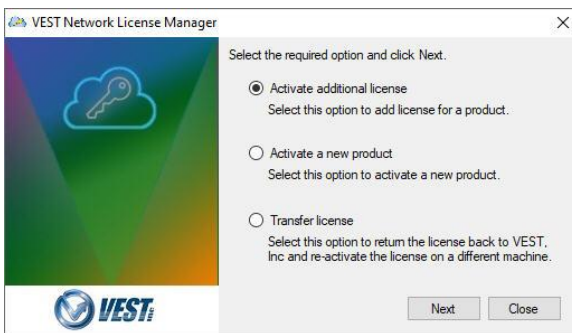 VEST Network License Manager
Select the required option and click Next.
Activate additional license
Select this option to add license for a product.
Activate a new product
Select this option to activate a new product.
Transfer license
Select this option to return the license back to VEST,
Inc and re-activate the license on a different machine.
VEST Inc
Next Close